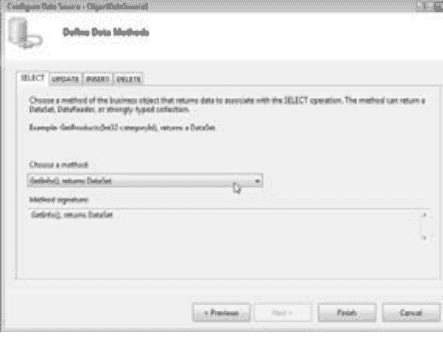 Configure Data Source - ObjectDataSource1
Define Data Methods
SELECT UPDATE INSERT DELETE
Choose a method of the business object that returns data to associate with the SELECT operation. The method can return a
DataSet, DataReader, or strongly-typed collection.
Example: GetProducts(Int32 categoryId), returns a DataSet.
Choose a method:
GetInfo(), returns DataSet
Method signature:
GetInfo(), returns DataSet
< Previous Next > Finish Cancel